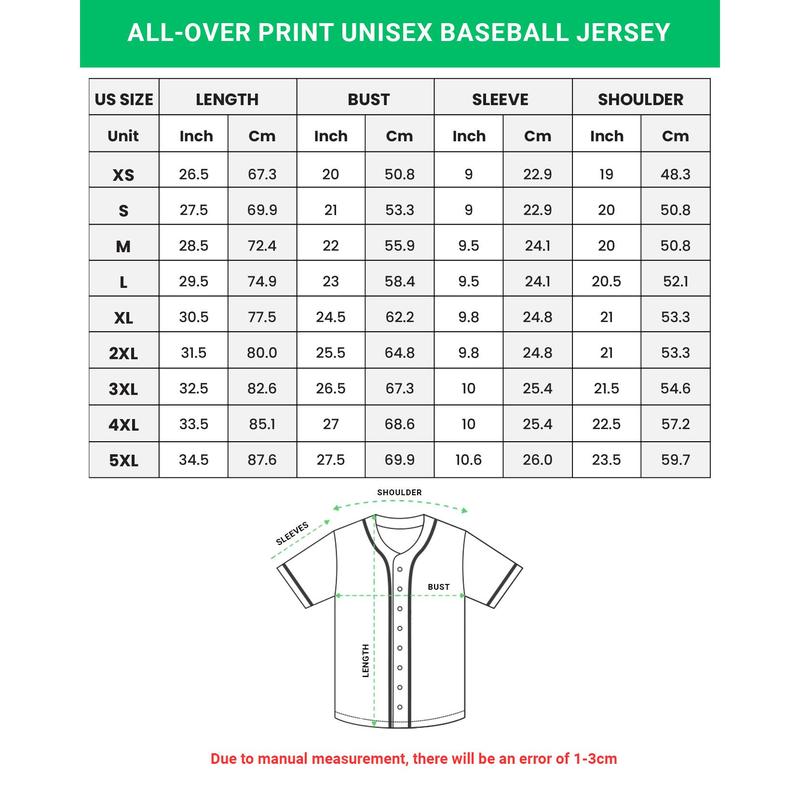 ALL-OVER PRINT UNISEX BASEBALL JERSEY
US SIZE LENGTH BUST SLEEVE SHOULDER
Unit Inch Cm Inch Cm Inch Cm Inch Cm
XS 26.5 67.3 20 50.8 9 22.9 19 48.3
S 27.5 69.9 21 53.3 9 22.9 20 50.8
M 28.5 72.4 22 55.9 9.5 24.1 20 50.8
L 29.5 74.9 23 58.4 9.5 24.1 20.5 52.1
XL 30.5 77.5 24.5 62.2 9.8 24.8 21 53.3
2XL 31.5 80.0 25.5 64.8 9.8 24.8 21 53.3
3XL 32.5 82.6 26.5 67.3 10 25.4 21.5 54.6
4XL 33.5 85.1 27 68.6 10 25.4 22.5 57.2
5XL 34.5 87.6 27.5 69.9 10.6 26.0 23.5 59.7
SHOULDER
SLEEVES
BUST
LENGTH
Due to manual measurement, there will be an error of 1-3cm